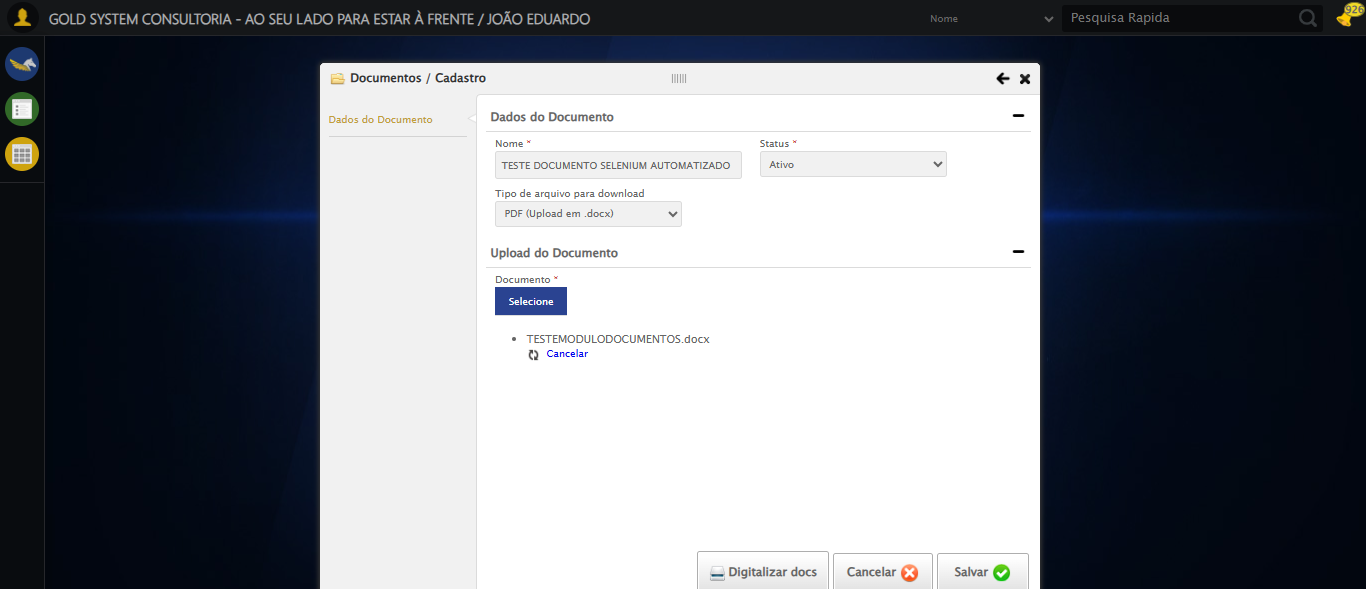 GOLD SYSTEM CONSULTORIA - AO SEU LADO PARA ESTAR À FRENTE / JOÃO EDUARDO
Nome
Pesquisa Rapida
926
Documentos / Cadastro
Dados do Documento
Dados do Documento
Nome *
Status *
TESTE DOCUMENTO SELENIUM AUTOMATIZADO
Ativo
Tipo de arquivo para download
PDF (Upload em .docx)
Upload do Documento
Documento *
Selecione
• TESTEMODULODOCUMENTOS.docx
Cancelar
Digitalizar docs
Cancelar
Salvar